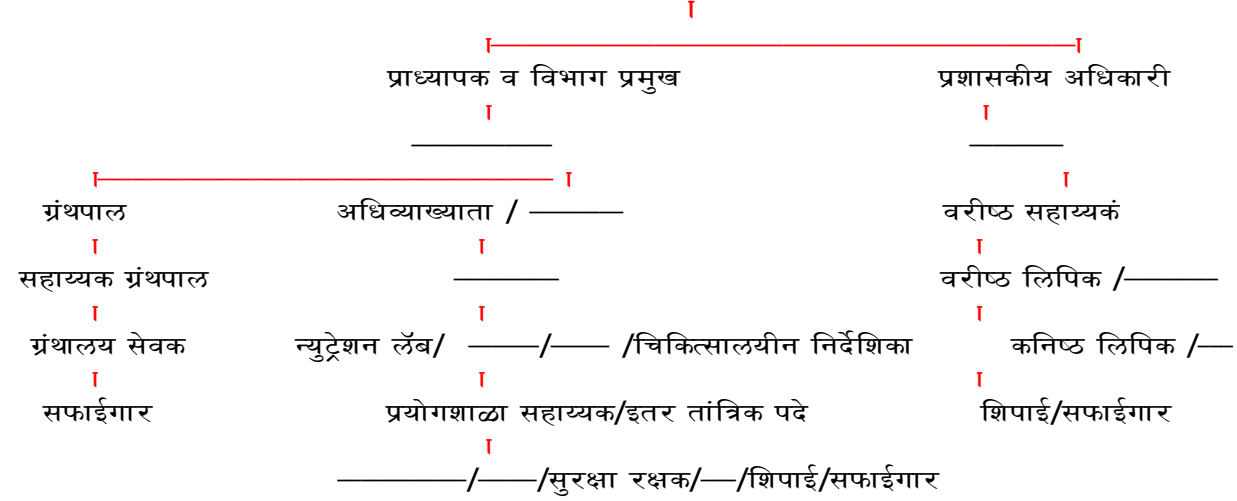 प्राध्यापक व विभाग प्रमुख प्रशासकीय अधिकारी
ग्रंथपाल अधिव्याख्याता / ———— वरीष्ठ सहाय्यकं
सहाय्यक ग्रंथपाल ———— वरीष्ठ लिपिक /————
ग्रंथालय सेवक न्युट्रेशन लॅब/ ———/—— /चिकित्सालयीन निर्देशिका कनिष्ठ लिपिक /——
सफाईगार प्रयोगशाळा सहाय्यक/इतर तांत्रिक पदे शिपाई/सफाईगार
—————/——/सुरक्षा रक्षक/—/शिपाई/सफाईगार